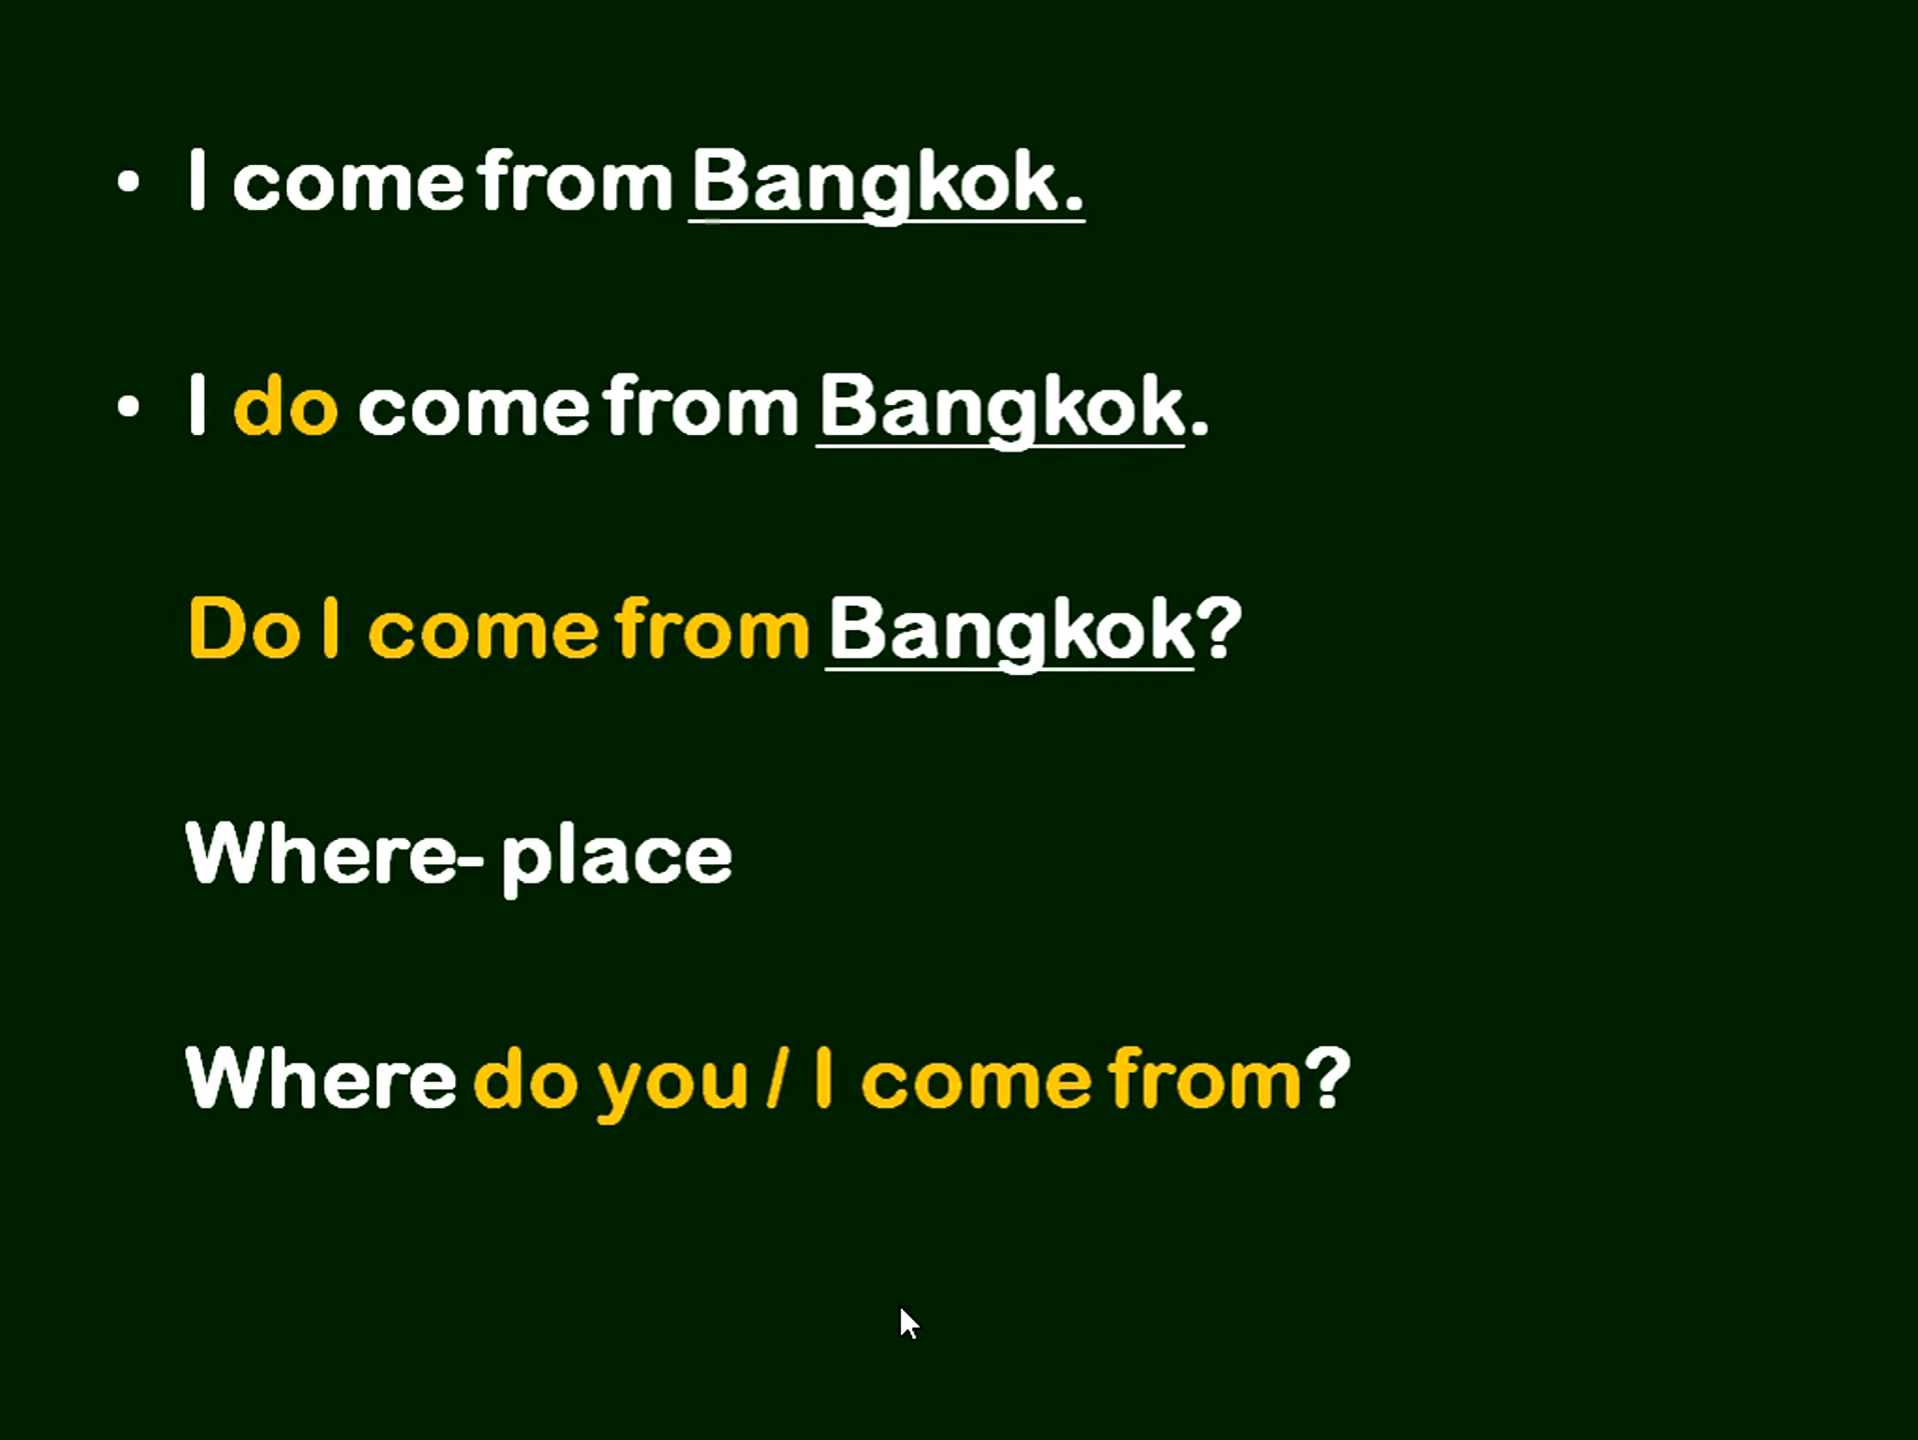 • I come from Bangkok.
• I do come from Bangkok.
Do I come from Bangkok?
Where- place
Where do you / I come from?